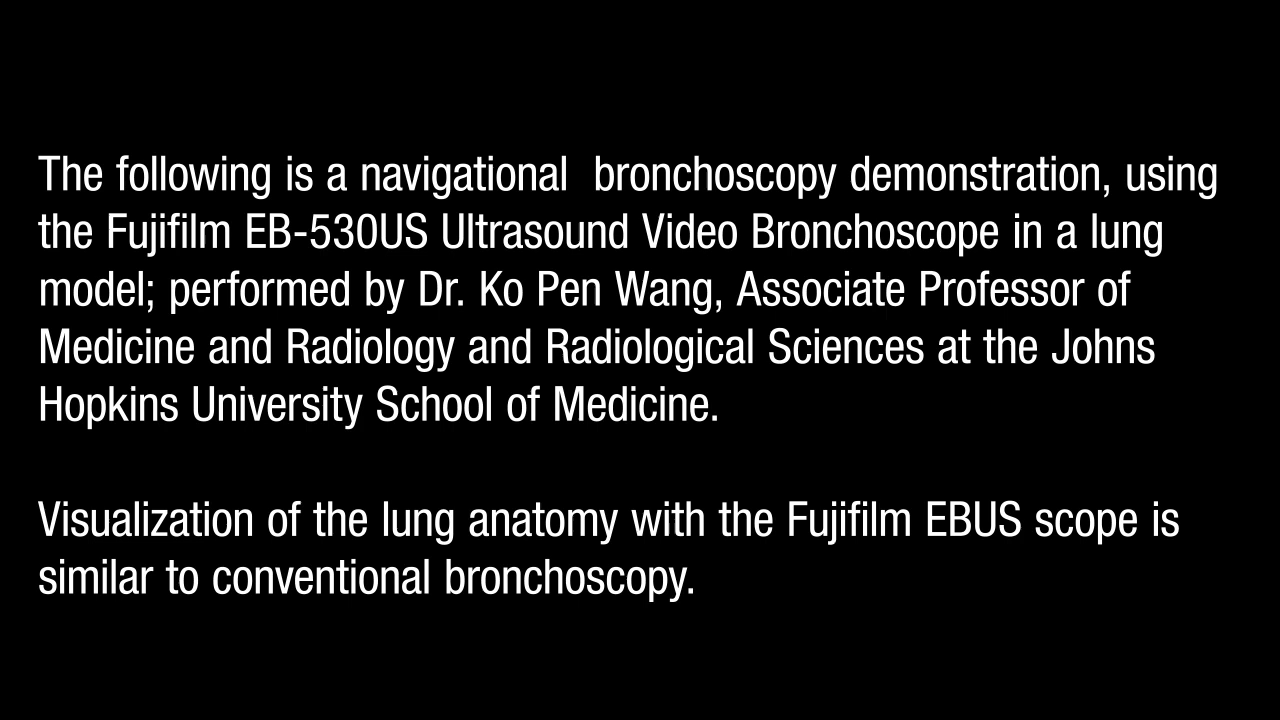 The following is a navigational  bronchoscopy demonstration, using
the Fujifilm EB-530US Ultrasound Video Bronchoscope in a lung
model; performed by Dr. Ko Pen Wang, Associate Professor of
Medicine and Radiology and Radiological Sciences at the Johns
Hopkins University School of Medicine.
Visualization of the lung anatomy with the Fujifilm EBUS scope is
similar to conventional bronchoscopy.